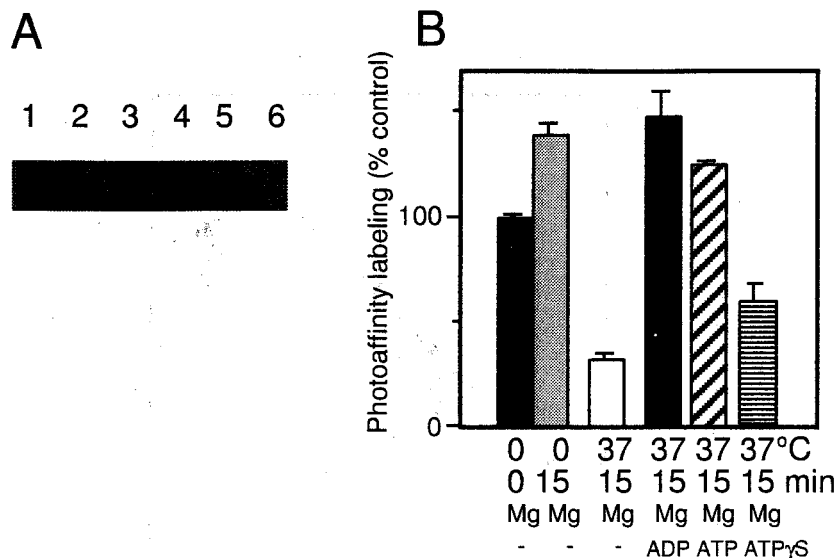 A
B
1 2 3 4 5 6
Photoaffinity labeling (% control)
100
0
0 0 37 37 37 37°C
0 15 15 15 15 15 min
Mg Mg Mg Mg Mg Mg
- - - ADP ATP ATPγS